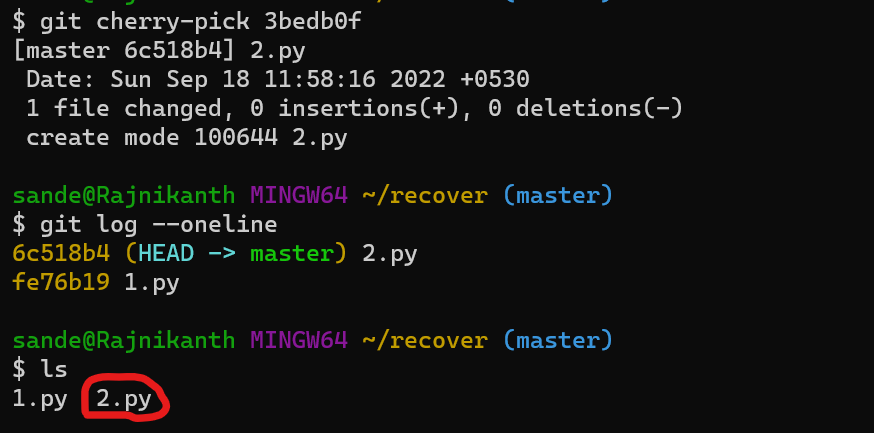 $ git cherry-pick 3bedb0f
[master 6c518b4] 2.py
 Date: Sun Sep 18 11:58:16 2022 +0530
 1 file changed, 0 insertions(+), 0 deletions(-)
 create mode 100644 2.py

sande@Rajnikanth MINGW64 ~/recover (master)
$ git log --oneline
6c518b4 (HEAD -> master) 2.py
fe76b19 1.py

sande@Rajnikanth MINGW64 ~/recover (master)
$ ls
1.py  2.py